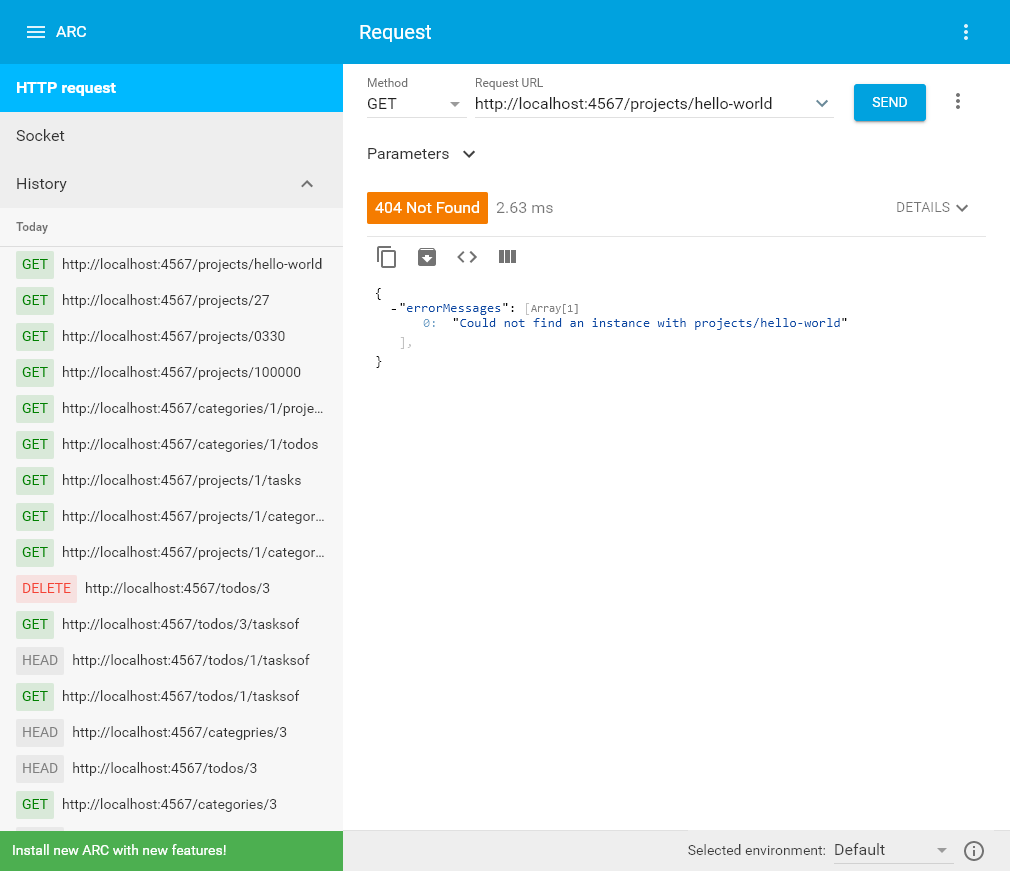 ARC
Request
HTTP request
Socket
History
Today
GET http://localhost:4567/projects/hello-world
GET http://localhost:4567/projects/27
GET http://localhost:4567/projects/0330
GET http://localhost:4567/projects/100000
GET http://localhost:4567/categories/1/proje...
GET http://localhost:4567/categories/1/todos
GET http://localhost:4567/projects/1/tasks
GET http://localhost:4567/projects/1/categor...
GET http://localhost:4567/projects/1/categor...
DELETE http://localhost:4567/todos/3
GET http://localhost:4567/todos/3/tasksof
HEAD http://localhost:4567/todos/1/tasksof
GET http://localhost:4567/todos/1/tasksof
HEAD http://localhost:4567/categpries/3
HEAD http://localhost:4567/todos/3
GET http://localhost:4567/categories/3
Install new ARC with new features!
Method Request URL
GET http://localhost:4567/projects/hello-world SEND
Parameters
404 Not Found 2.63 ms DETAILS
{
-"errorMessages": [Array[1]
0: "Could not find an instance with projects/hello-world"
],
}
Selected environment: Default